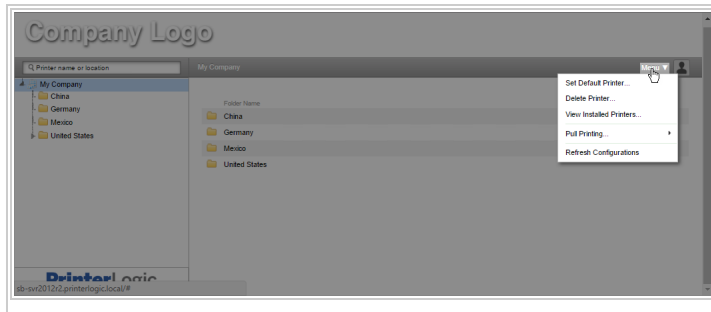 Company Logo
Printer name or location
My Company
Menu ▼
My Company
China
Germany
Mexico
United States
Folder Name
China
Germany
Mexico
United States
Set Default Printer...
Delete Printer...
View Installed Printers...
Pull Printing...
Refresh Configurations
PrinterLogic
sb-svr2012r2.printerlogic.local/#